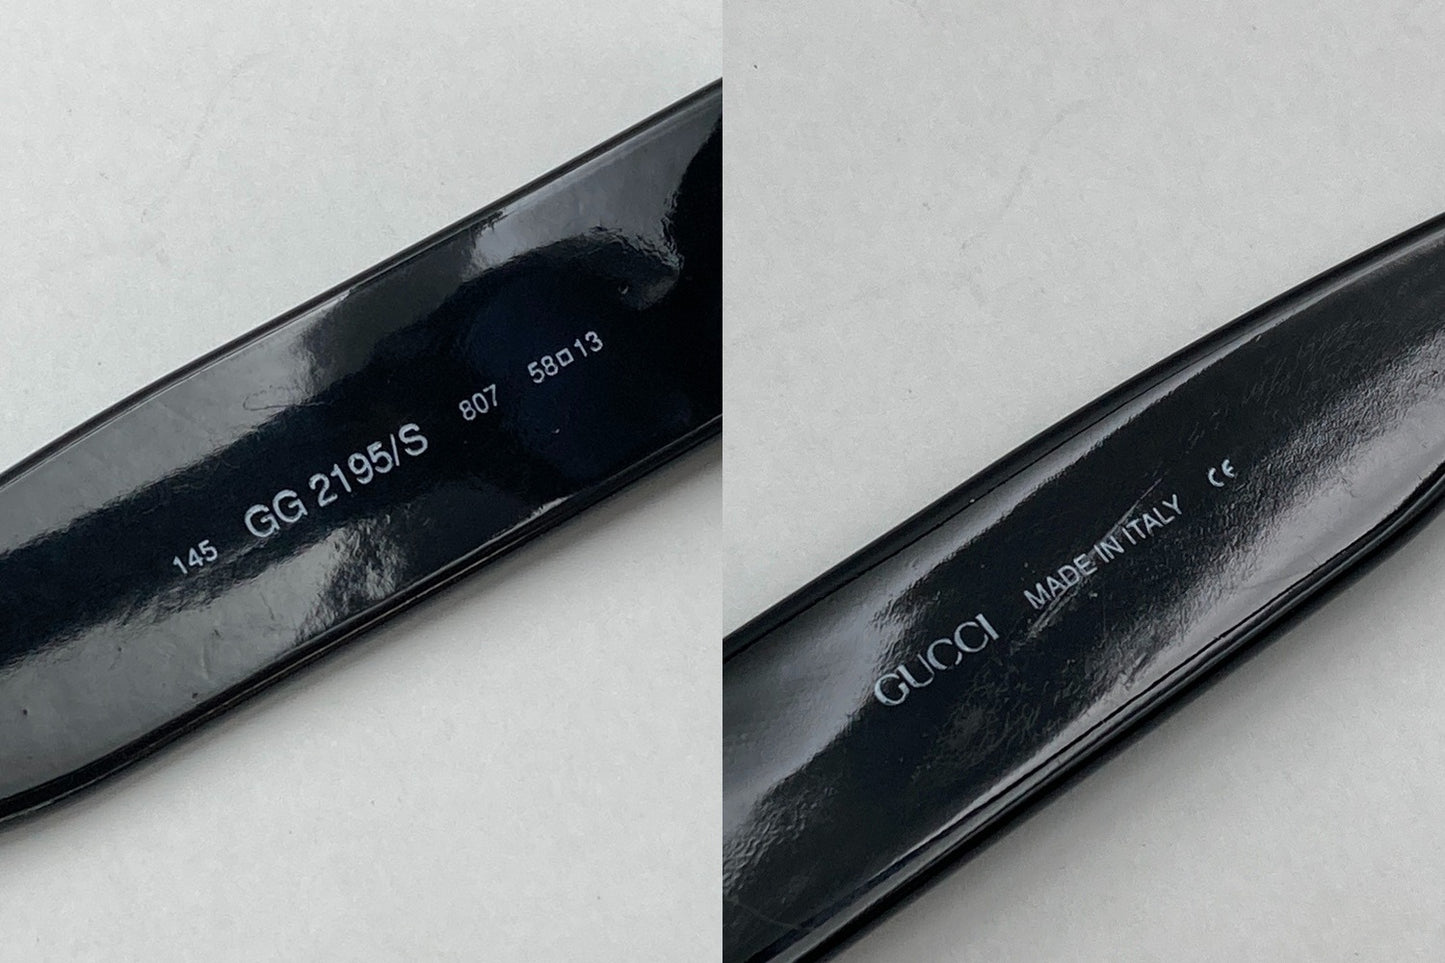 145 GG 2195/S 807 58□13
GUCCI MADE IN ITALY CE